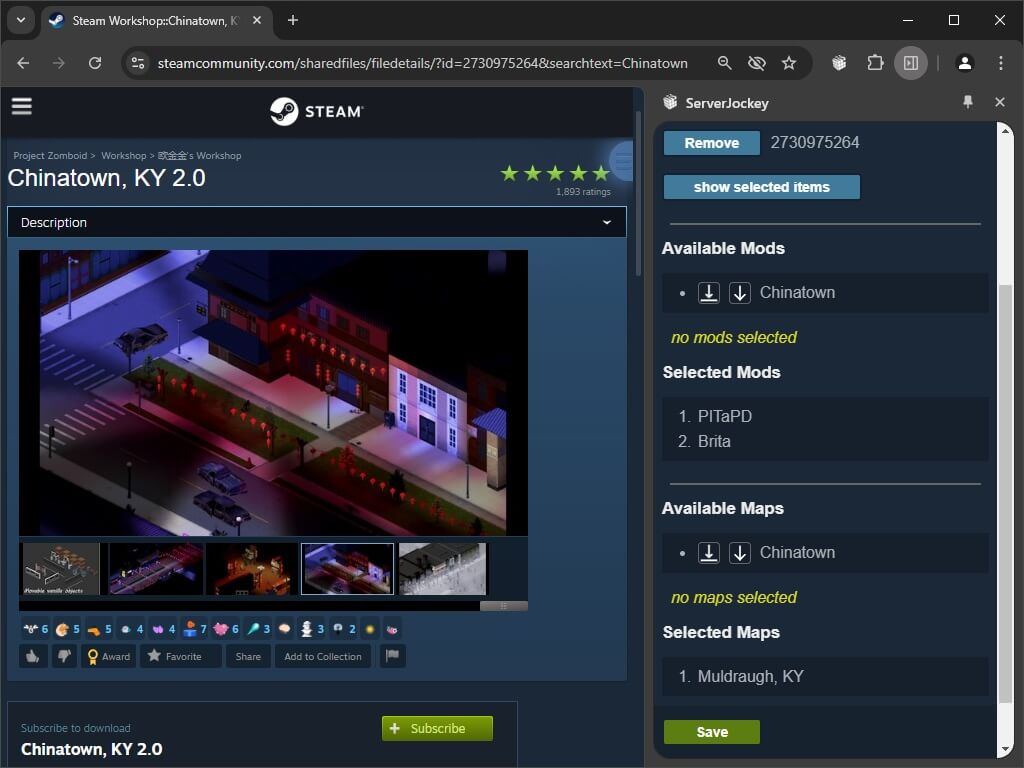 Steam Workshop::Chinatown, K
steamcommunity.com/sharedfiles/filedetails/?id=2730975264&searchtext=Chinatown
STEAM
Project Zomboid > Workshop > 欧金金's Workshop
Chinatown, KY 2.0
1,893 ratings
Description
Movable vanilla objects
6 5 5 4 4 7 6 3 3 2
Award
Favorite
Share
Add to Collection
Subscribe to download
Chinatown, KY 2.0
+ Subscribe
ServerJockey
Remove 2730975264
show selected items
Available Mods
• Chinatown
no mods selected
Selected Mods
1. PITaPD
2. Brita
Available Maps
• Chinatown
no maps selected
Selected Maps
1. Muldraugh, KY
Save